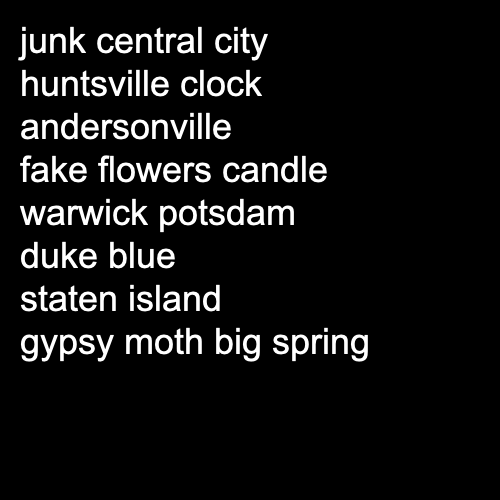 junk central city
huntsville clock
andersonville
fake flowers candle
warwick potsdam
duke blue
staten island
gypsy moth big spring